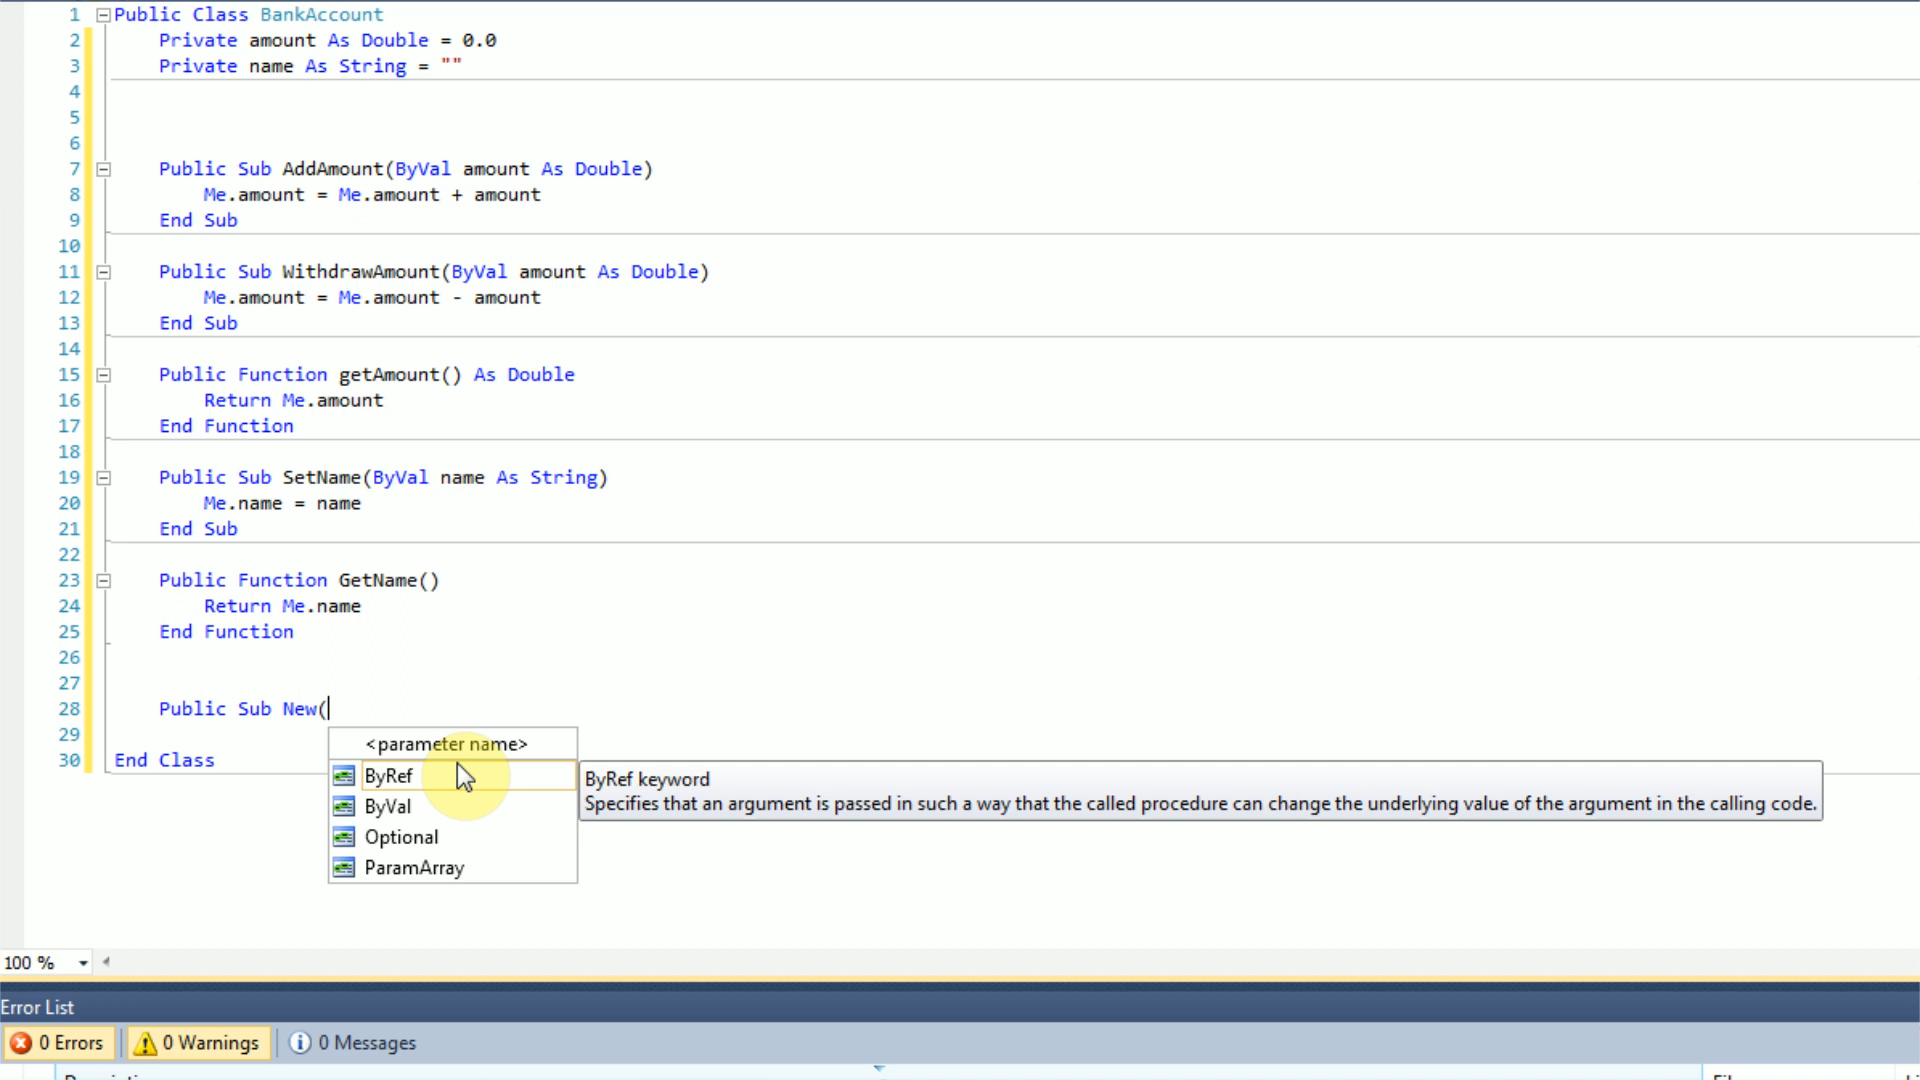 1 Public Class BankAccount
2 Private amount As Double = 0.0
3 Private name As String = ""
4
5
6
7 Public Sub AddAmount(ByVal amount As Double)
8 Me.amount = Me.amount + amount
9 End Sub
10
11 Public Sub WithdrawAmount(ByVal amount As Double)
12 Me.amount = Me.amount - amount
13 End Sub
14
15 Public Function getAmount() As Double
16 Return Me.amount
17 End Function
18
19 Public Sub SetName(ByVal name As String)
20 Me.name = name
21 End Sub
22
23 Public Function GetName()
24 Return Me.name
25 End Function
26
27
28 Public Sub New(
29
30 End Class
<parameter name>
ByRef
ByVal
Optional
ParamArray
ByRef keyword
Specifies that an argument is passed in such a way that the called procedure can change the underlying value of the argument in the calling code.
100 %
Error List
0 Errors 0 Warnings 0 Messages